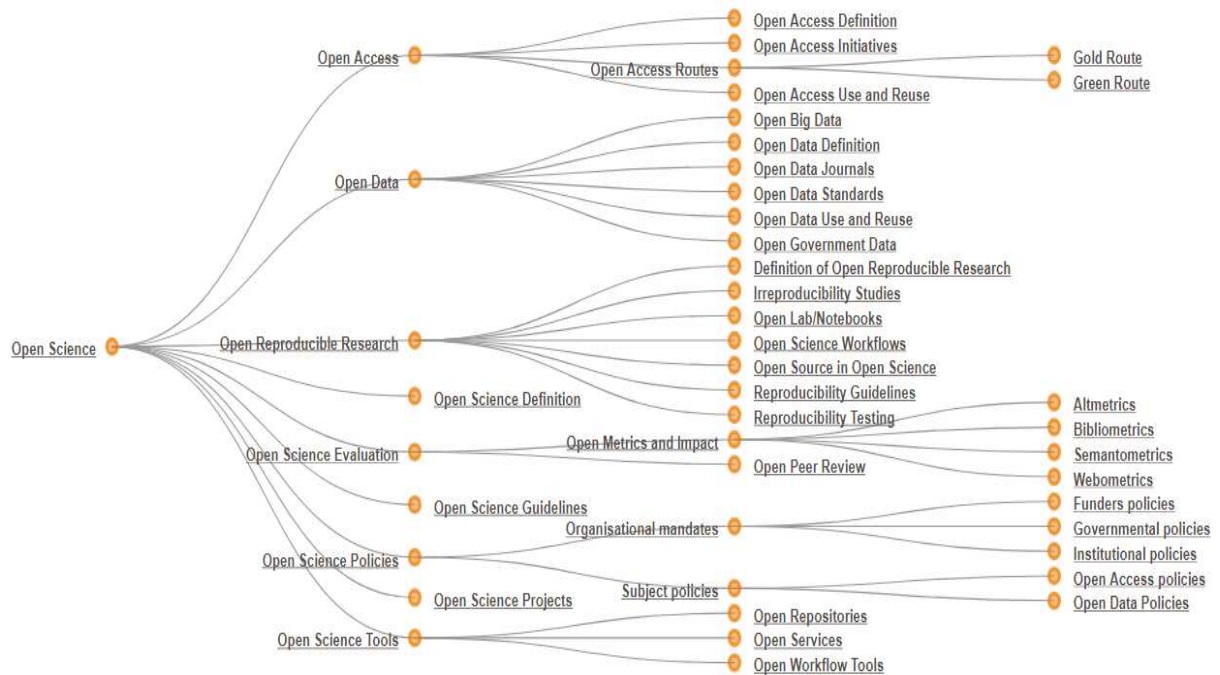 Open Science
Open Access
Open Access Definition
Open Access Initiatives
Open Access Routes
Gold Route
Green Route
Open Access Use and Reuse
Open Data
Open Big Data
Open Data Definition
Open Data Journals
Open Data Standards
Open Data Use and Reuse
Open Government Data
Open Reproducible Research
Definition of Open Reproducible Research
Irreproducibility Studies
Open Lab/Notebooks
Open Science Workflows
Open Source in Open Science
Reproducibility Guidelines
Reproducibility Testing
Open Science Definition
Open Science Evaluation
Open Metrics and Impact
Altmetrics
Bibliometrics
Semantometrics
Webometrics
Open Peer Review
Open Science Guidelines
Open Science Policies
Organisational mandates
Funders policies
Governmental policies
Institutional policies
Subject policies
Open Access policies
Open Data Policies
Open Science Projects
Open Science Tools
Open Repositories
Open Services
Open Workflow Tools